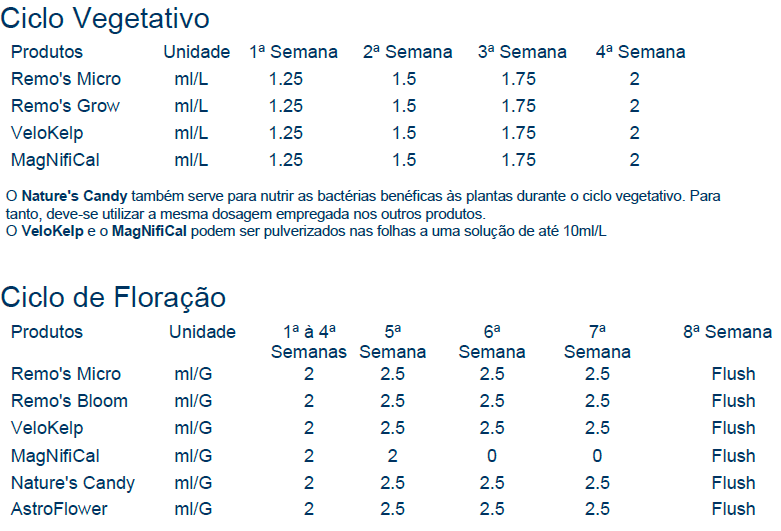 Ciclo Vegetativo
Produtos Unidade 1ª Semana 2ª Semana 3ª Semana 4ª Semana
Remo's Micro ml/L 1.25 1.5 1.75 2
Remo's Grow ml/L 1.25 1.5 1.75 2
VeloKelp ml/L 1.25 1.5 1.75 2
MagNifiCal ml/L 1.25 1.5 1.75 2
O Nature's Candy também serve para nutrir as bactérias benéficas às plantas durante o ciclo vegetativo. Para
tanto, deve-se utilizar a mesma dosagem empregada nos outros produtos.
O VeloKelp e o MagNifiCal podem ser pulverizados nas folhas a uma solução de até 10ml/L
Ciclo de Floração
Produtos Unidade 1ª à 4ª 5ª 6ª 7ª 8ª Semana
Semanas Semana Semana Semana
Remo's Micro ml/G 2 2.5 2.5 2.5 Flush
Remo's Bloom ml/G 2 2.5 2.5 2.5 Flush
VeloKelp ml/G 2 2.5 2.5 2.5 Flush
MagNifiCal ml/G 2 2 0 0 Flush
Nature's Candy ml/G 2 2.5 2.5 2.5 Flush
AstroFlower ml/G 2 2.5 2.5 2.5 Flush